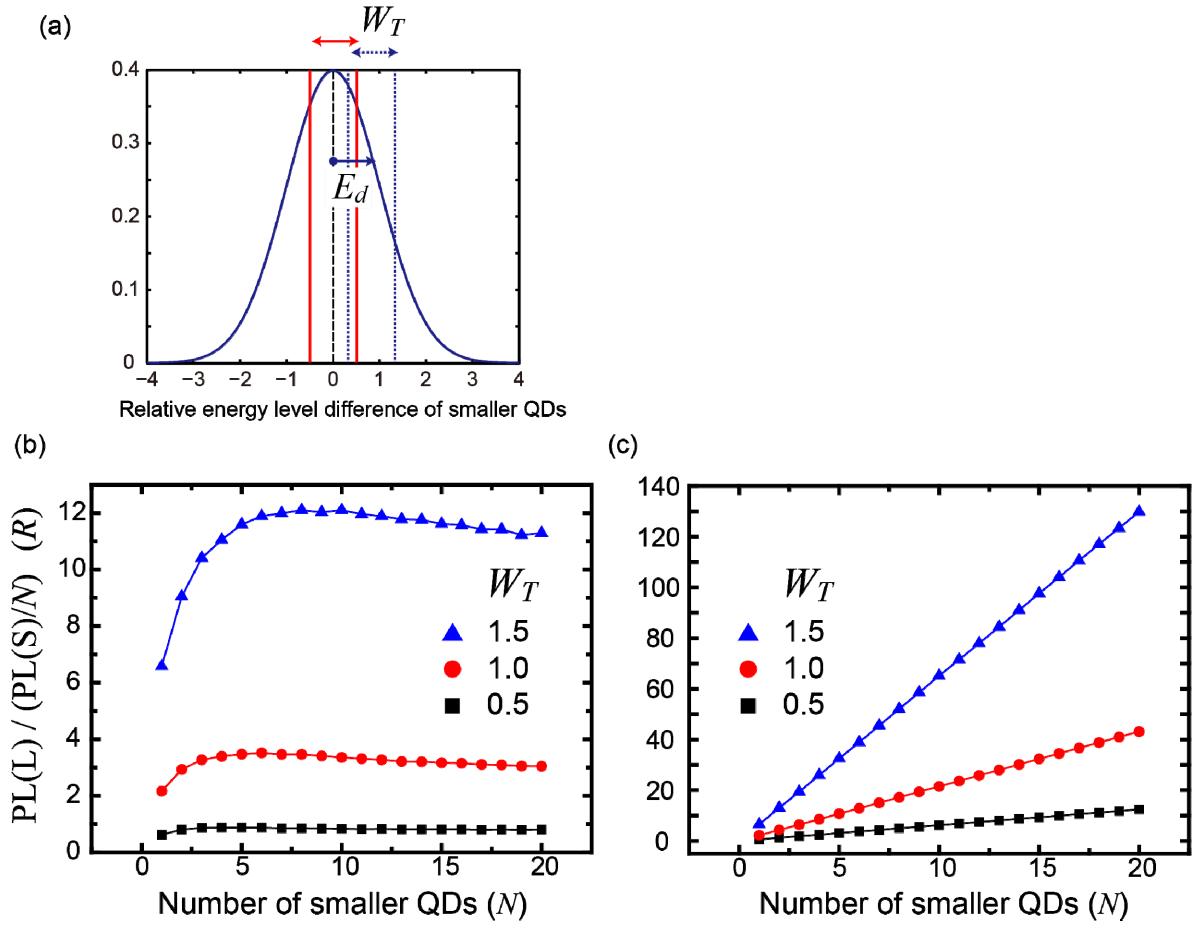 (a)
W_T
0.4
0.3
0.2
0.1
0
E_d
−4 −3 −2 −1 0 1 2 3 4
Relative energy level difference of smaller QDs
(b)
PL(L) / (PL(S)/N) (R)
12
10
8
6
4
2
0
W_T
1.5
1.0
0.5
0 5 10 15 20
Number of smaller QDs (N)
(c)
140
120
100
80
60
40
20
0
W_T
1.5
1.0
0.5
0 5 10 15 20
Number of smaller QDs (N)